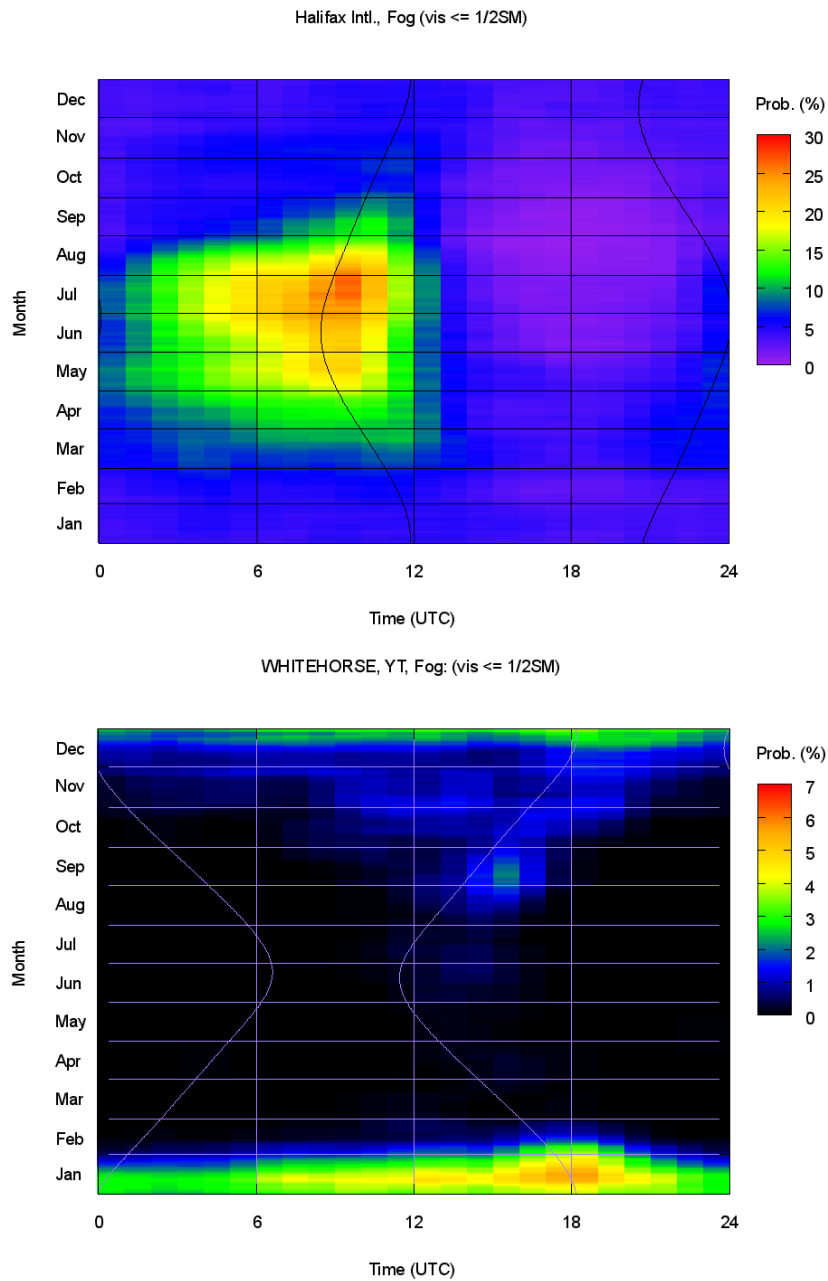 Halifax Intl., Fog (vis <= 1/2SM)
Prob. (%)
30
25
20
15
10
5
0
Dec
Nov
Oct
Sep
Aug
Jul
Jun
May
Apr
Mar
Feb
Jan
Month
0 6 12 18 24
Time (UTC)
WHITEHORSE, YT, Fog: (vis <= 1/2SM)
Prob. (%)
7
6
5
4
3
2
1
0
Dec
Nov
Oct
Sep
Aug
Jul
Jun
May
Apr
Mar
Feb
Jan
Month
0 6 12 18 24
Time (UTC)